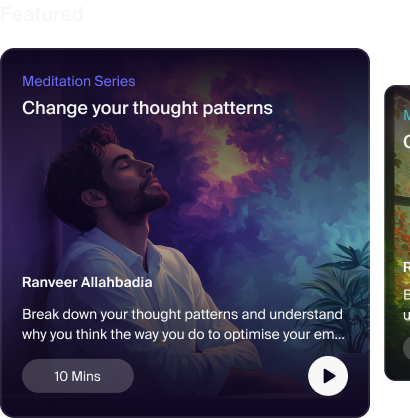 Featured
Meditation Series
Change your thought patterns
Ranveer Allahbadia
Break down your thought patterns and understand
why you think the way you do to optimise your em...
10 Mins